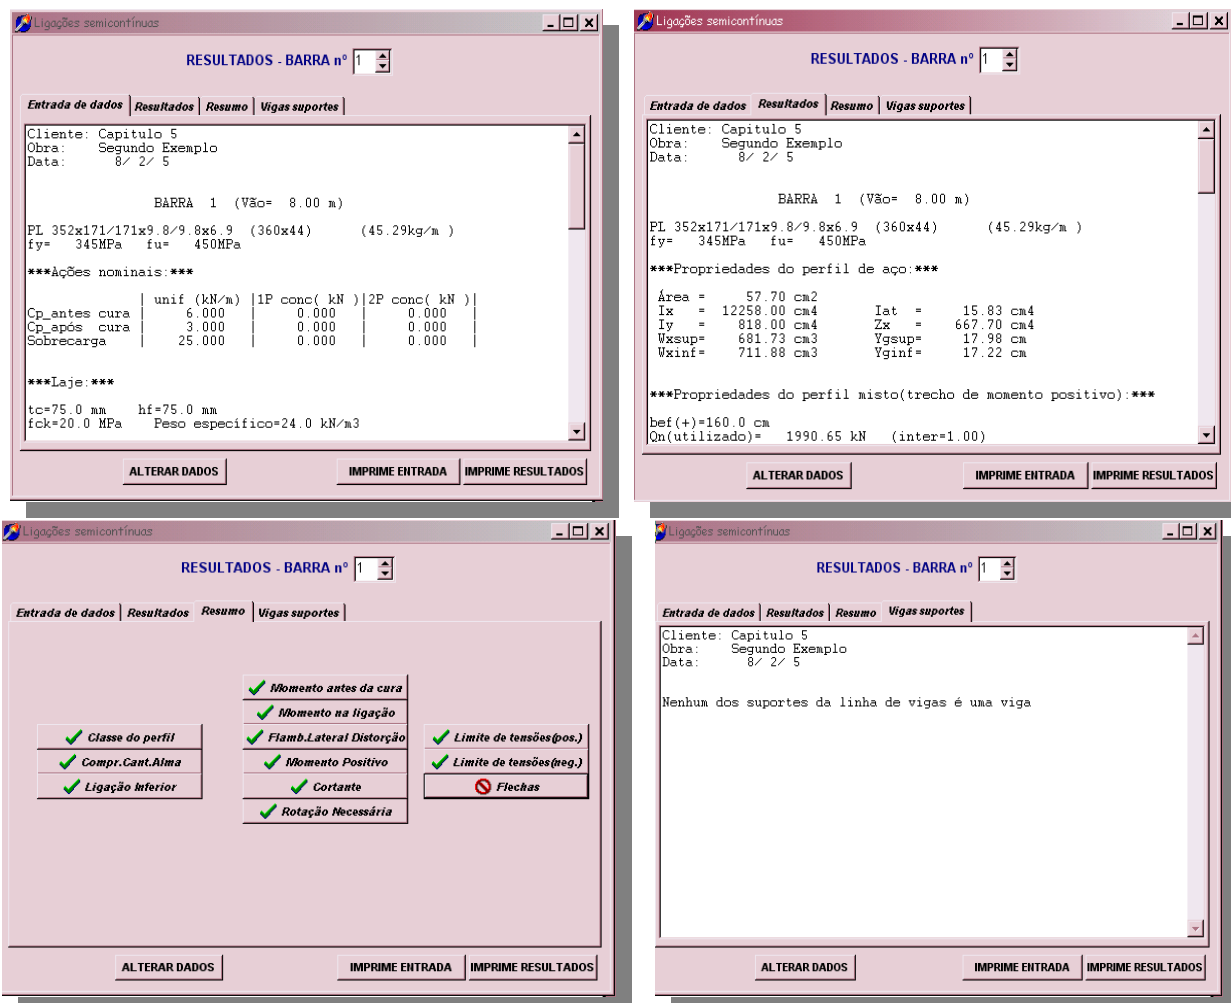 Ligações semicontínuas
RESULTADOS - BARRA nº 1
Entrada de dados Resultados Resumo Vigas suportes
Cliente: Capitulo 5
Obra: Segundo Exemplo
Data: 8/ 2/ 5
BARRA 1 (Vão= 8.00 m)
PL 352x171/171x9.8/9.8x6.9 (360x44) (45.29kg/m )
fy= 345MPa fu= 450MPa
***Ações nominais:***
| unif (kN/m) |1P conc( kN )|2P conc( kN )|
Cp_antes cura | 6.000 | 0.000 | 0.000 |
Cp_após cura | 3.000 | 0.000 | 0.000 |
Sobrecarga | 25.000 | 0.000 | 0.000 |
***Laje:***
tc=75.0 mm hf=75.0 mm
fck=20.0 MPa Peso específico=24.0 kN/m3
ALTERAR DADOS IMPRIME ENTRADA IMPRIME RESULTADOS
Ligações semicontínuas
RESULTADOS - BARRA nº 1
Entrada de dados Resultados Resumo Vigas suportes
Cliente: Capitulo 5
Obra: Segundo Exemplo
Data: 8/ 2/ 5
BARRA 1 (Vão= 8.00 m)
PL 352x171/171x9.8/9.8x6.9 (360x44) (45.29kg/m )
fy= 345MPa fu= 450MPa
***Propriedades do perfil de aço:***
Área = 57.70 cm2
Ix = 12258.00 cm4 Iat = 15.83 cm4
Iy = 818.00 cm4 Zx = 667.70 cm4
Wxsup= 681.73 cm3 Ygsup= 17.98 cm
Wxinf= 711.88 cm3 Yginf= 17.22 cm
***Propriedades do perfil misto(trecho de momento positivo):***
bef(+)=160.0 cm
Qn(utilizado)= 1990.65 kN (inter=1.00)
ALTERAR DADOS IMPRIME ENTRADA IMPRIME RESULTADOS
Ligações semicontínuas
RESULTADOS - BARRA nº 1
Entrada de dados Resultados Resumo Vigas suportes
Momento antes da cura
Momento na ligação
Classe do perfil Flamb.Lateral Distorção Limite de tensões(pos.)
Compr.Cant.Alma Momento Positivo Limite de tensões(neg.)
Ligação Inferior Cortante Flechas
Rotação Necessária
ALTERAR DADOS IMPRIME ENTRADA IMPRIME RESULTADOS
Ligações semicontínuas
RESULTADOS - BARRA nº 1
Entrada de dados Resultados Resumo Vigas suportes
Cliente: Capitulo 5
Obra: Segundo Exemplo
Data: 8/ 2/ 5
Nenhum dos suportes da linha de vigas é uma viga
ALTERAR DADOS IMPRIME ENTRADA IMPRIME RESULTADOS